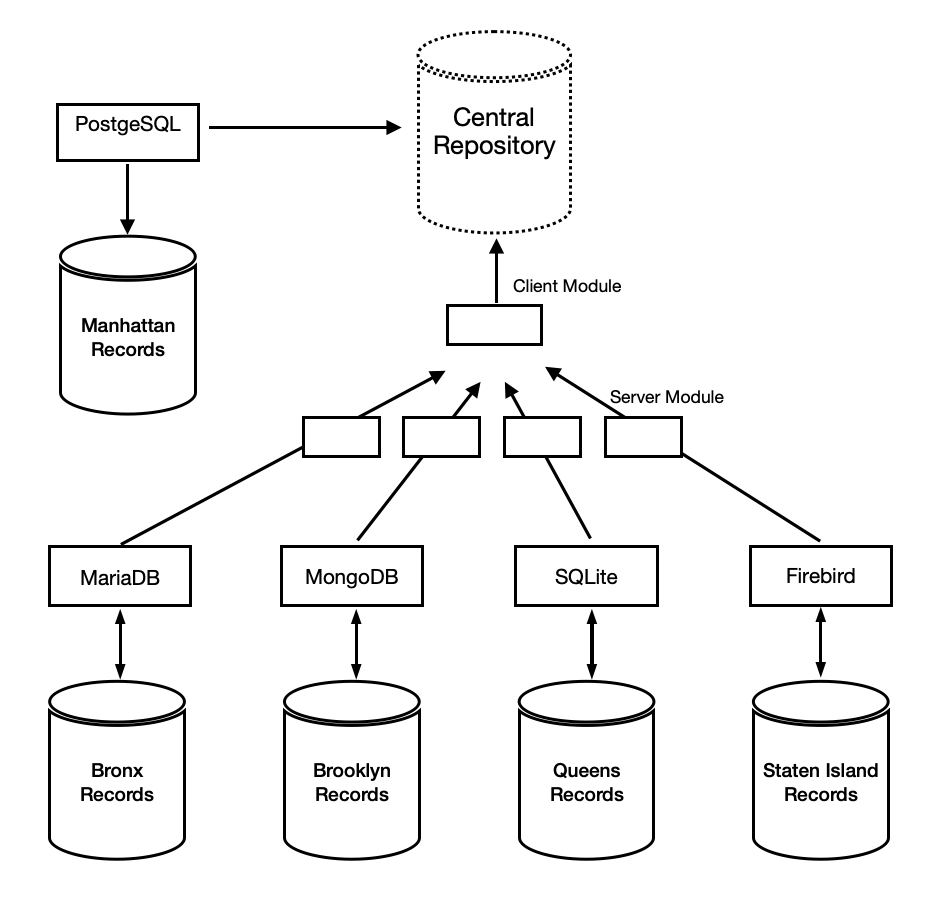 PostgeSQL
Central
Repository
Manhattan
Records
Client Module
Server Module
MariaDB
MongoDB
SQLite
Firebird
Bronx
Records
Brooklyn
Records
Queens
Records
Staten Island
Records